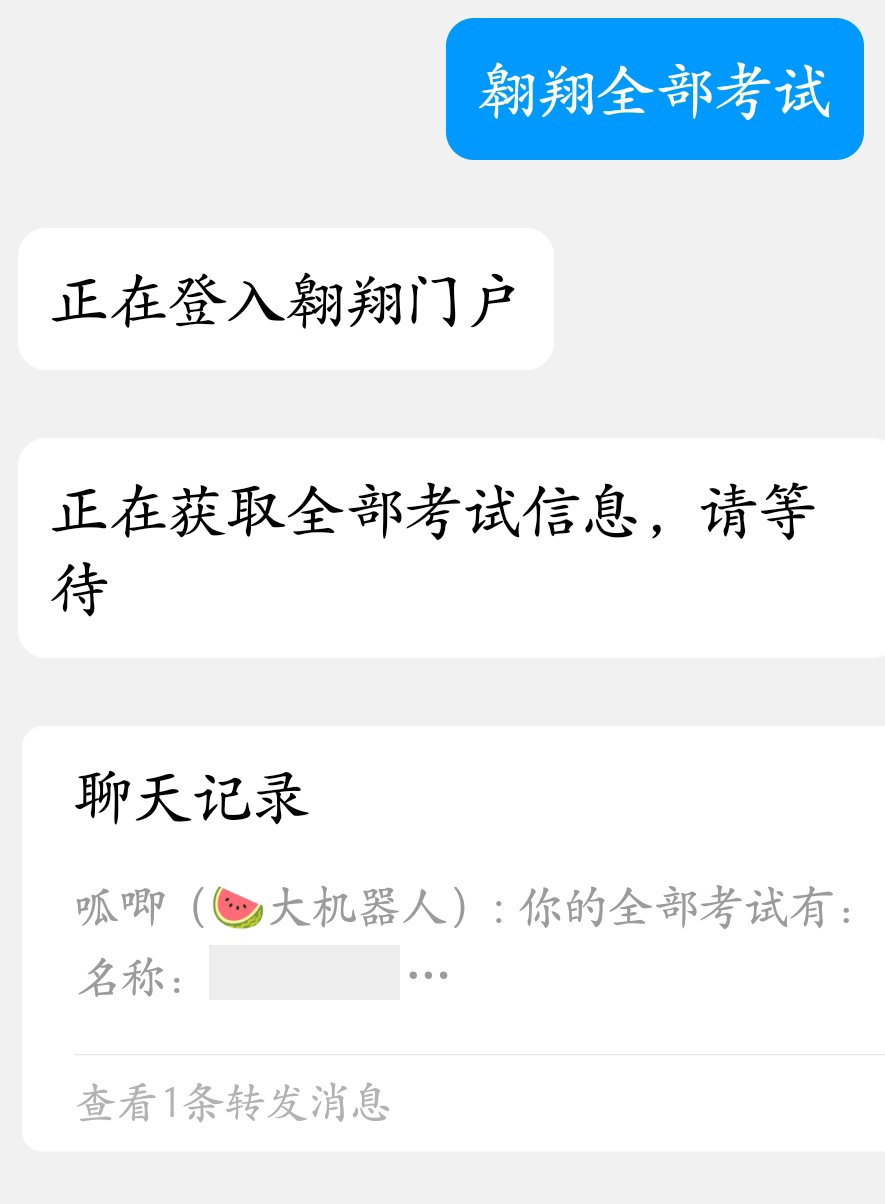 翱翔全部考试
正在登入翱翔门户
正在获取全部考试信息，请等
待
聊天记录
呱唧（🍉大机器人）: 你的全部考试有：
名称：…
查看1条转发消息